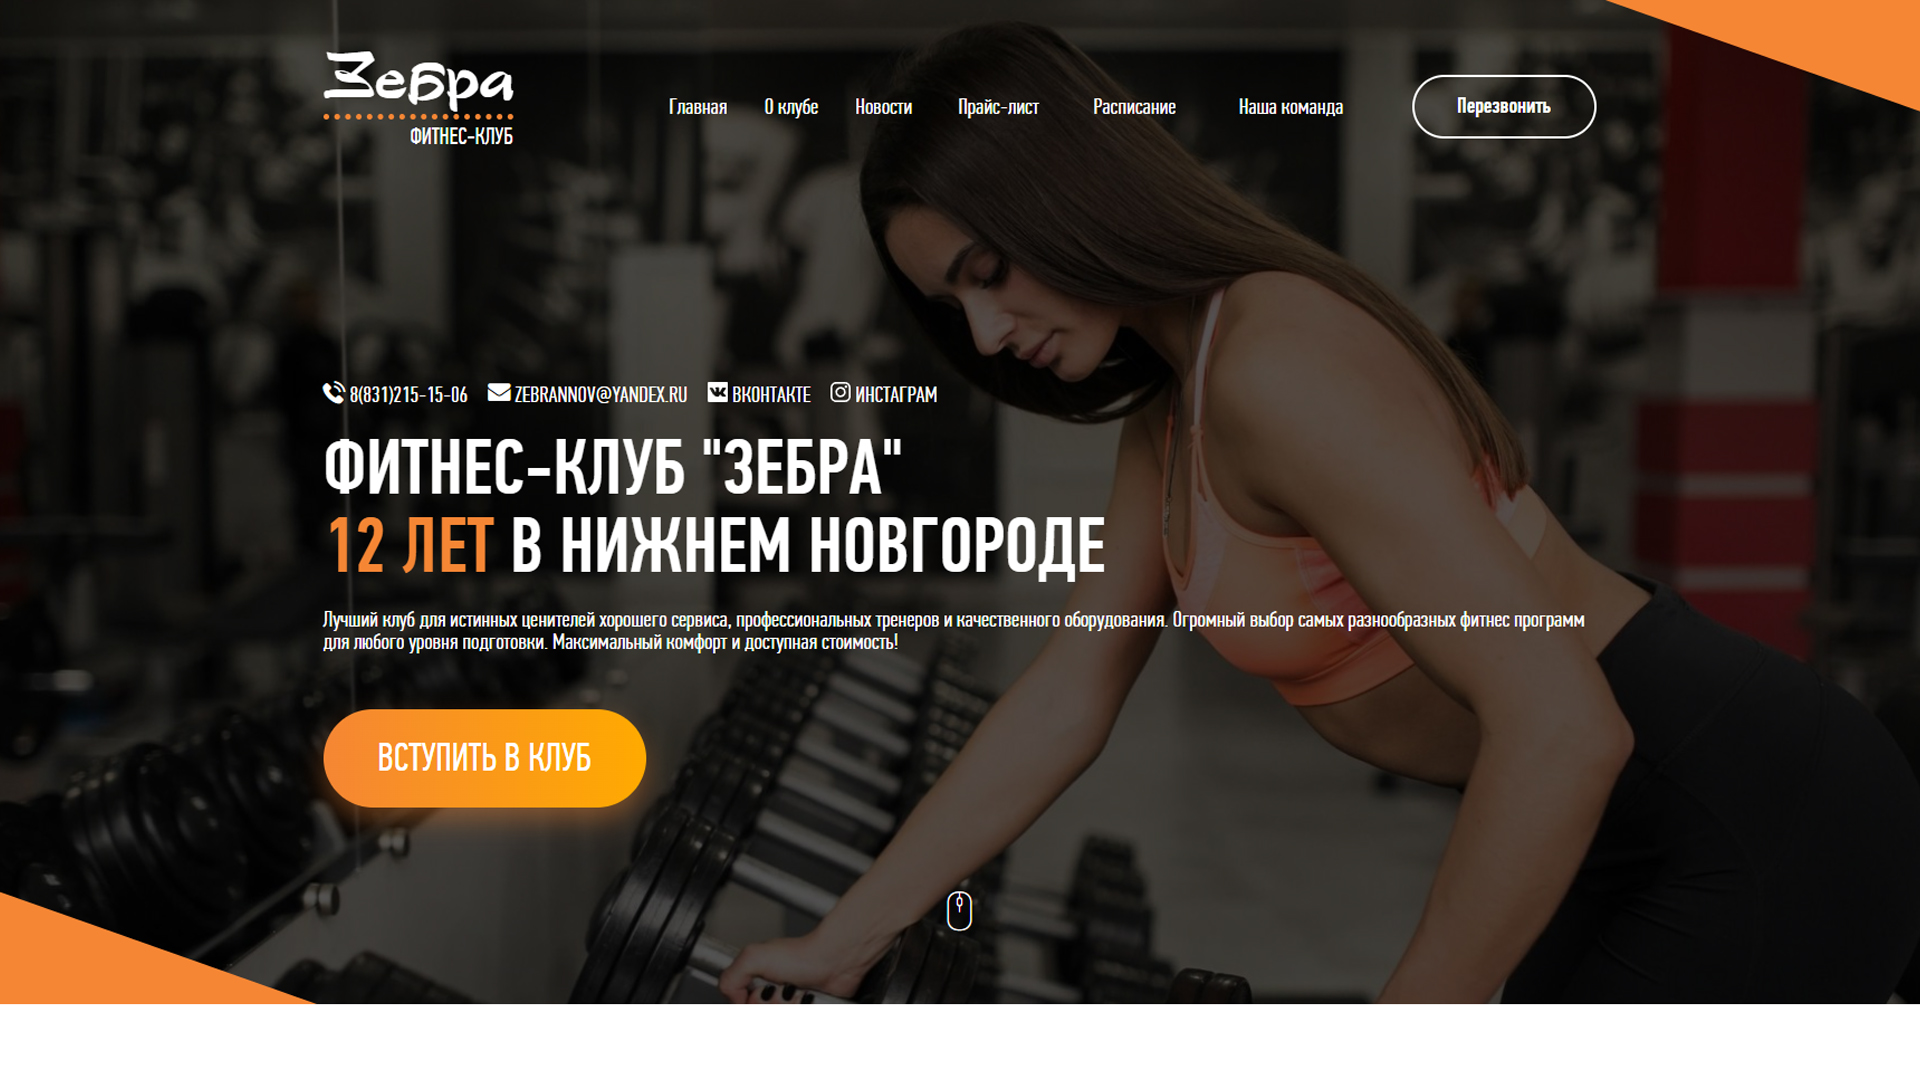 Зебра
ФИТНЕС-КЛУБ
Главная О клубе Новости Прайс-лист Расписание Наша команда Перезвонить
8(831)215-15-06 ZEBRANNOV@YANDEX.RU ВКОНТАКТЕ ИНСТАГРАМ
ФИТНЕС-КЛУБ "ЗЕБРА"
12 ЛЕТ В НИЖНЕМ НОВГОРОДЕ
Лучший клуб для истинных ценителей хорошего сервиса, профессиональных тренеров и качественного оборудования. Огромный выбор самых разнообразных фитнес программ
для любого уровня подготовки. Максимальный комфорт и доступная стоимость!
ВСТУПИТЬ В КЛУБ